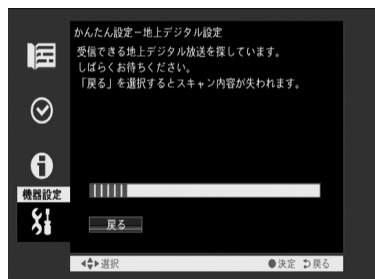 かんたん設定－地上デジタル設定
受信できる地上デジタル放送を探しています。
しばらくお待ちください。
「戻る」を選択するとスキャン内容が失われます。
機器設定
戻る
選択
●決定 戻る